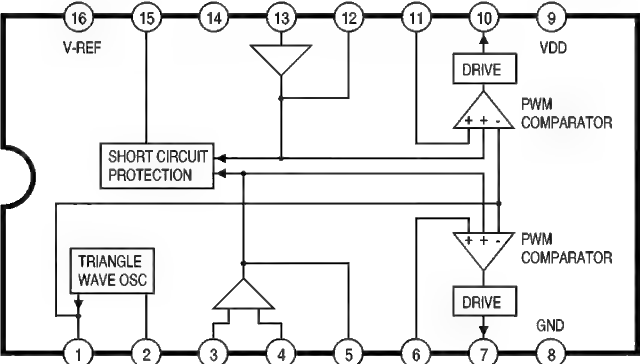 16 15 14 13 12 11 10 9
V-REF
VDD
DRIVE
PWM
COMPARATOR
+ + -
SHORT CIRCUIT
PROTECTION
+ + -
PWM
COMPARATOR
TRIANGLE
WAVE OSC
DRIVE
GND
1 2 3 4 5 6 7 8